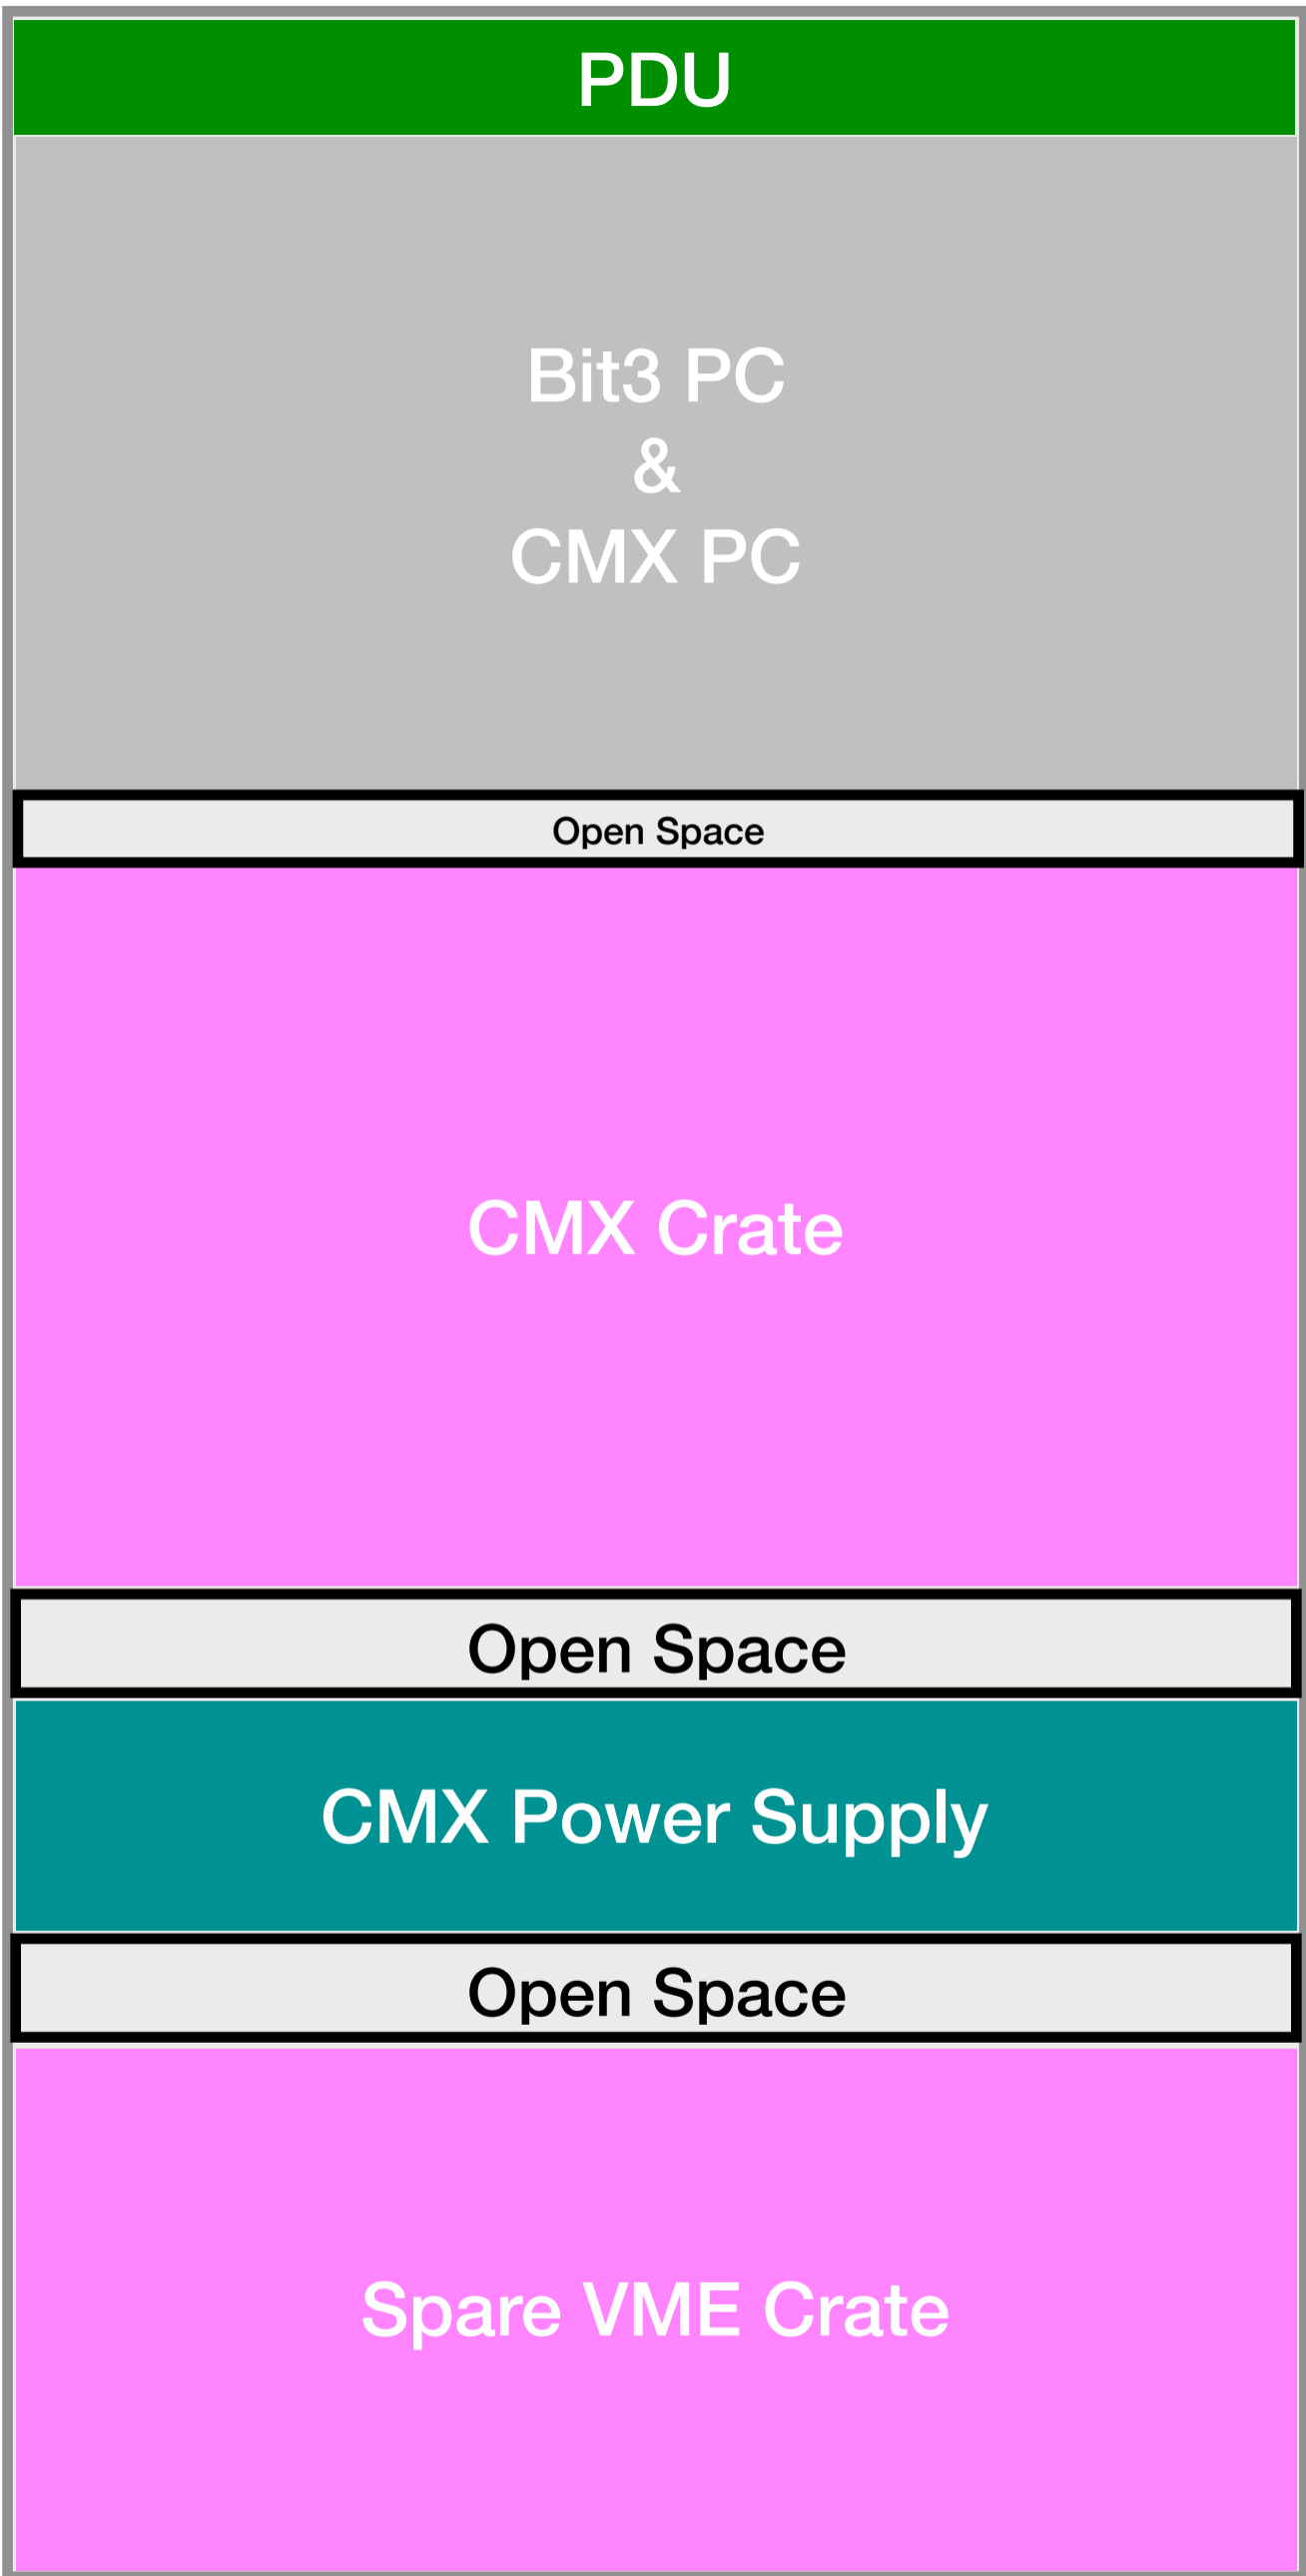 PDU
Bit3 PC
&
CMX PC
Open Space
CMX Crate
Open Space
CMX Power Supply
Open Space
Spare VME Crate